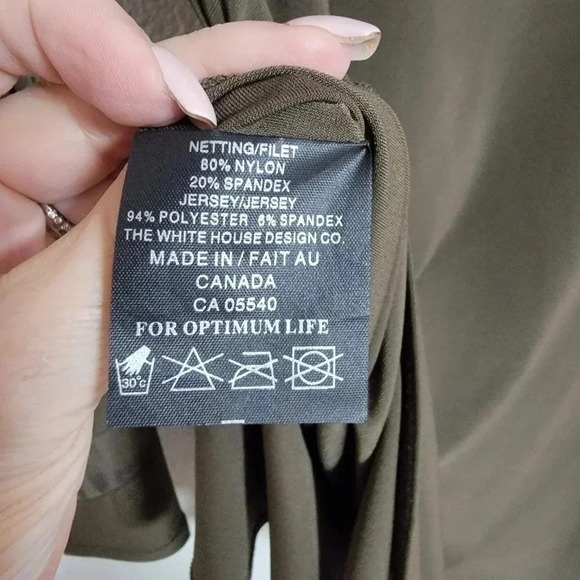 NETTING/FILET
80% NYLON
20% SPANDEX
JERSEY/JERSEY
94% POLYESTER 6% SPANDEX
THE WHITE HOUSE DESIGN CO.
MADE IN / FAIT AU
CANADA
CA 05540
FOR OPTIMUM LIFE
30°c